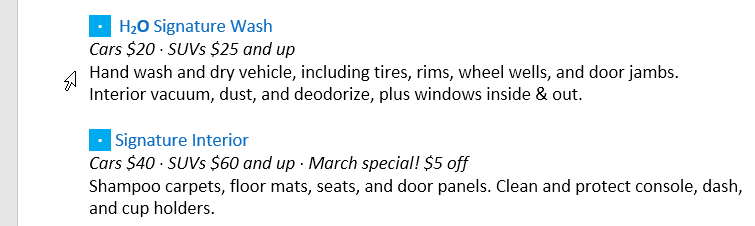 H₂O Signature Wash
Cars $20 · SUVs $25 and up
Hand wash and dry vehicle, including tires, rims, wheel wells, and door jambs.
Interior vacuum, dust, and deodorize, plus windows inside & out.
Signature Interior
Cars $40 · SUVs $60 and up · March special! $5 off
Shampoo carpets, floor mats, seats, and door panels. Clean and protect console, dash,
and cup holders.